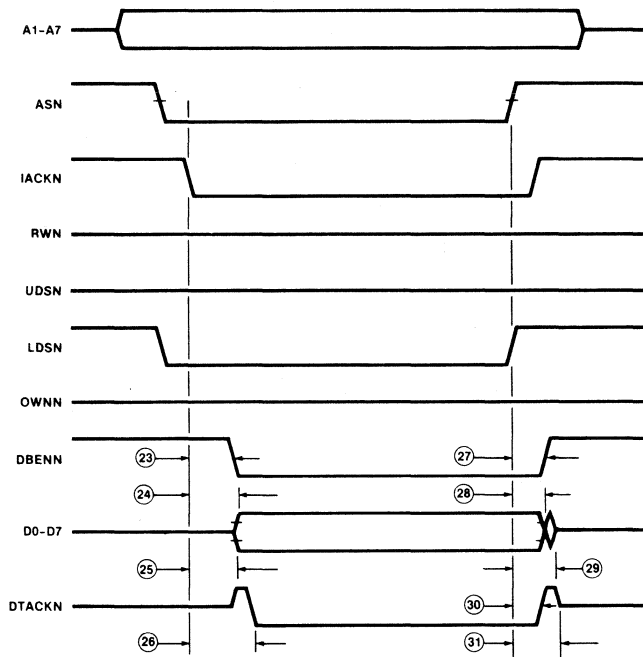 A1-A7
ASN
IACKN
RWN
UDSN
LDSN
OWNN
DBENN
23
27
24
28
D0-D7
25
29
DTACKN
30
26
31